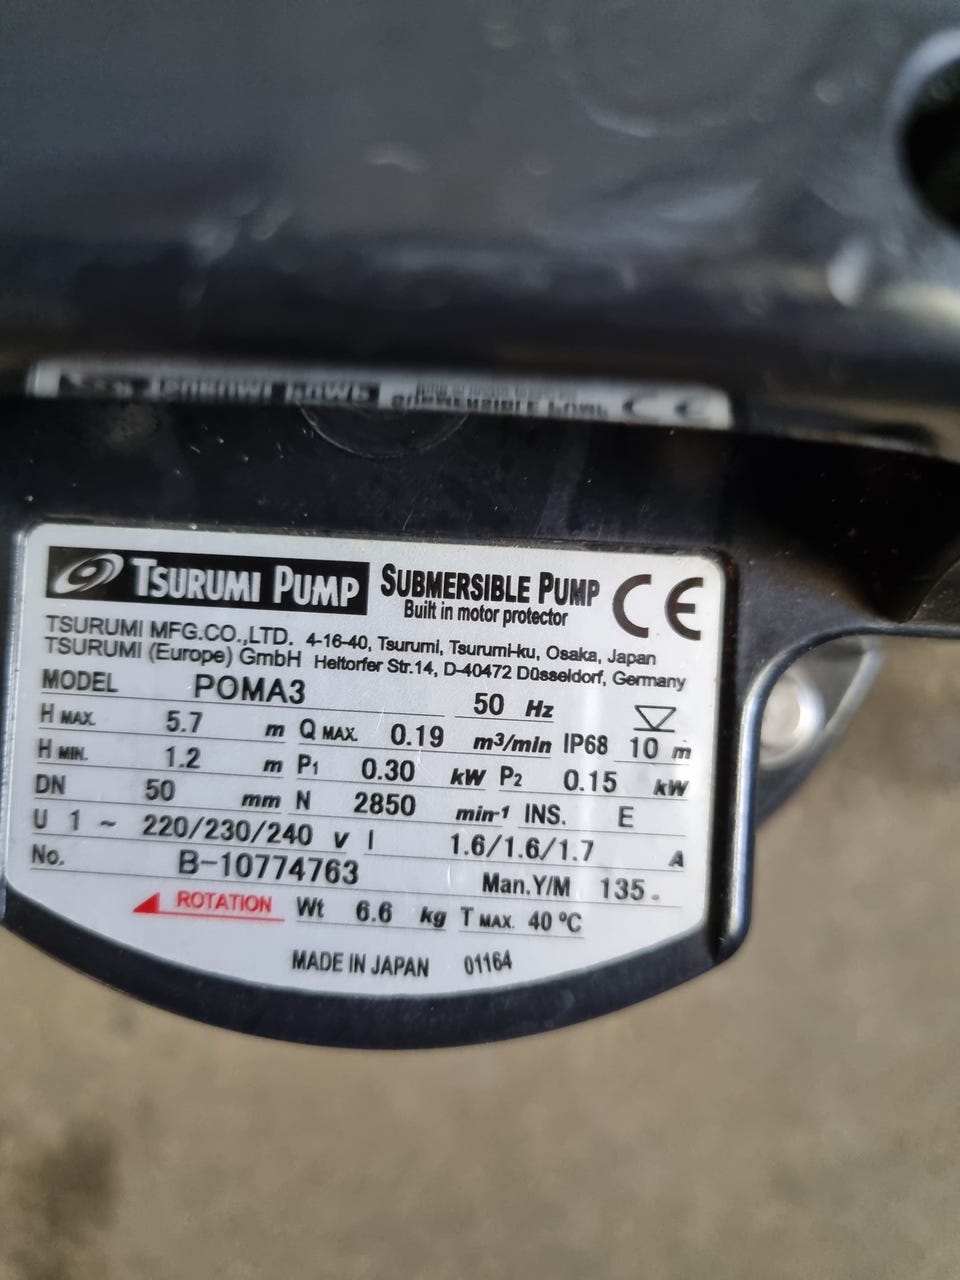 TSURUMI PUMP SUBMERSIBLE PUMP CE
Built in motor protector
TSURUMI MFG.CO.,LTD. 4-16-40, Tsurumi, Tsurumi-ku, Osaka, Japan
TSURUMI (Europe) GmbH Heltorfer Str.14, D-40472 Düsseldorf, Germany
MODEL POMA3 50 Hz
H MAX. 5.7 m Q MAX. 0.19 m³/min IP68 10 m
H MIN. 1.2 m P1 0.30 kW P2 0.15 kW
DN 50 mm N 2850 min-1 INS. E
U 1 ~ 220/230/240 V I 1.6/1.6/1.7 A
No. B-10774763 Man.Y/M 135
ROTATION Wt 6.6 kg T MAX. 40 ºC
MADE IN JAPAN 01164